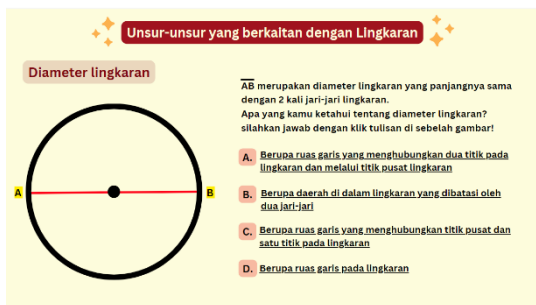 Unsur-unsur yang berkaitan dengan Lingkaran
Diameter lingkaran
AB merupakan diameter lingkaran yang panjangnya sama
dengan 2 kali jari-jari lingkaran.
Apa yang kamu ketahui tentang diameter lingkaran?
silahkan jawab dengan klik tulisan di sebelah gambar!
A. Berupa ruas garis yang menghubungkan dua titik pada
lingkaran dan melalui titik pusat lingkaran
B. Berupa daerah di dalam lingkaran yang dibatasi oleh
dua jari-jari
C. Berupa ruas garis yang menghubungkan titik pusat dan
satu titik pada lingkaran
D. Berupa ruas garis pada lingkaran
A
B